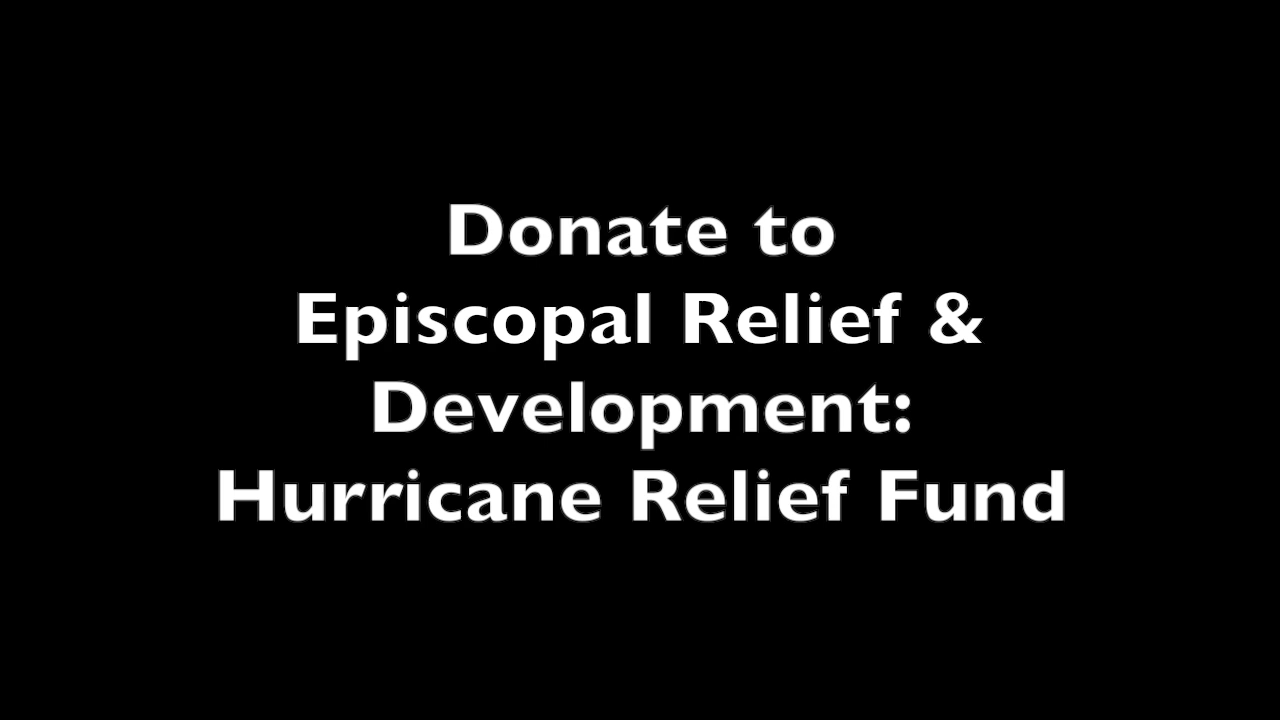 Donate to
Episcopal Relief &
Development:
Hurricane Relief Fund